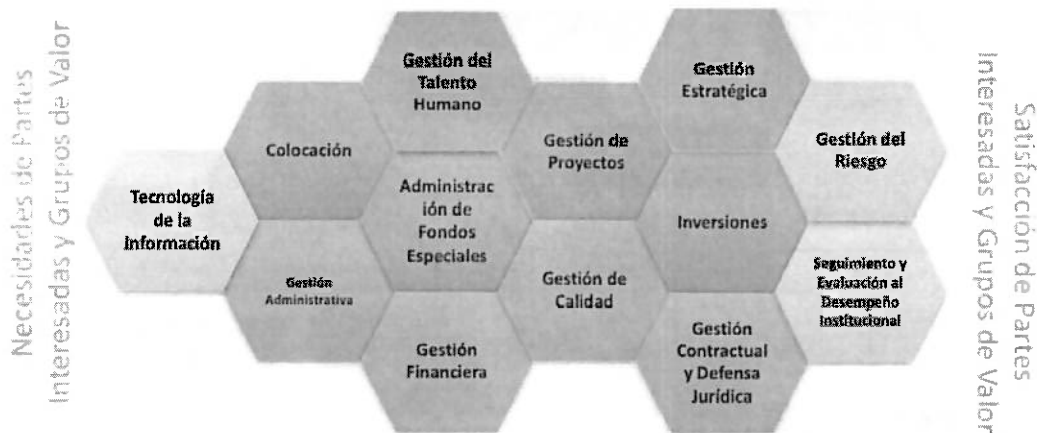 Necesidades de Partes
Interesadas y Grupos de Valor
Tecnología
de la
Información
Colocación
Gestión
Administrativa
Gestión del
Talento
Humano
Administrac
ión de
Fondos
Especiales
Gestión
Financiera
Gestión de
Proyectos
Gestión de
Calidad
Gestión
Estratégica
Inversiones
Gestión
Contractual
y Defensa
Jurídica
Gestión del
Riesgo
Seguimiento y
Evaluación al
Desempeño
Institucional
Satisfacción de Partes
Interesadas y Grupos de Valor